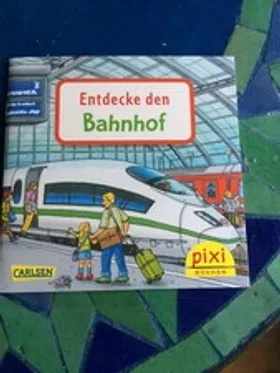 Entdecke den
Bahnhof
CARLSEN
pixi
BÜCHER